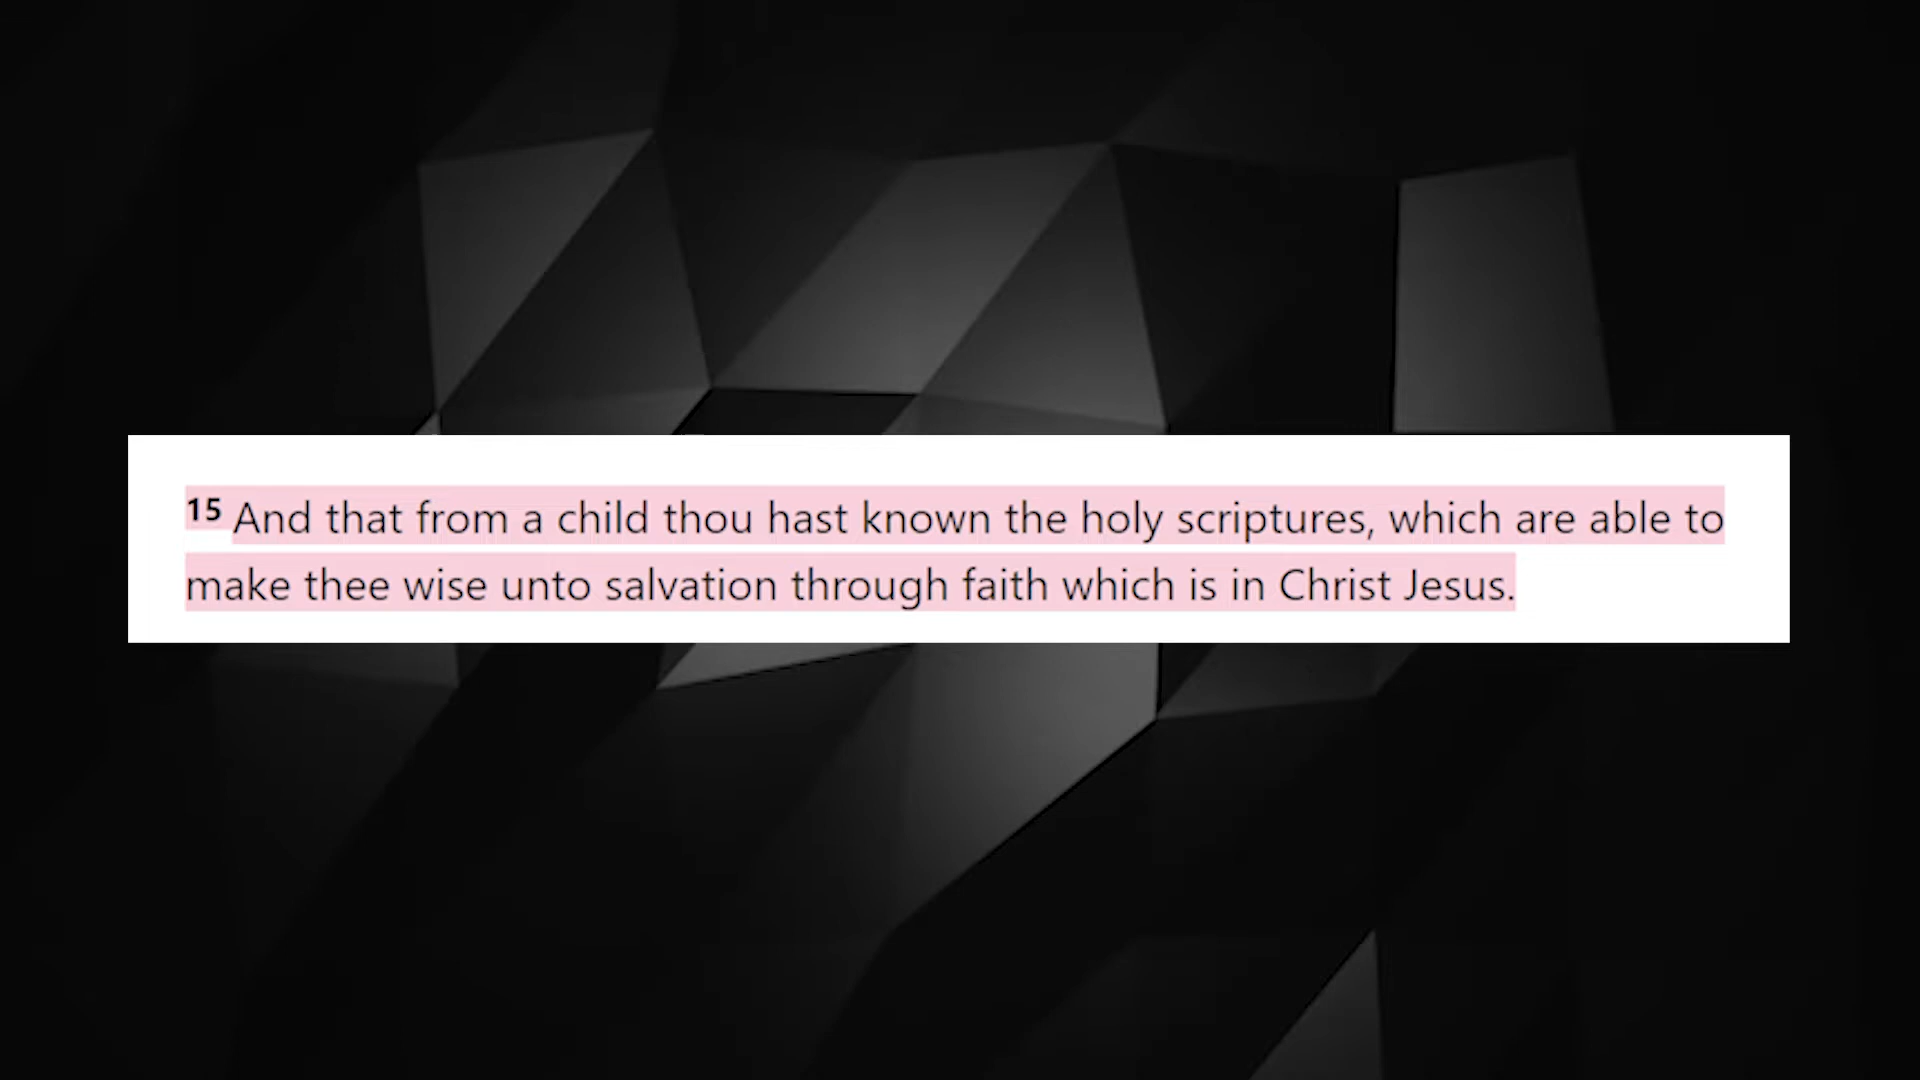 15 And that from a child thou hast known the holy scriptures, which are able to
make thee wise unto salvation through faith which is in Christ Jesus.